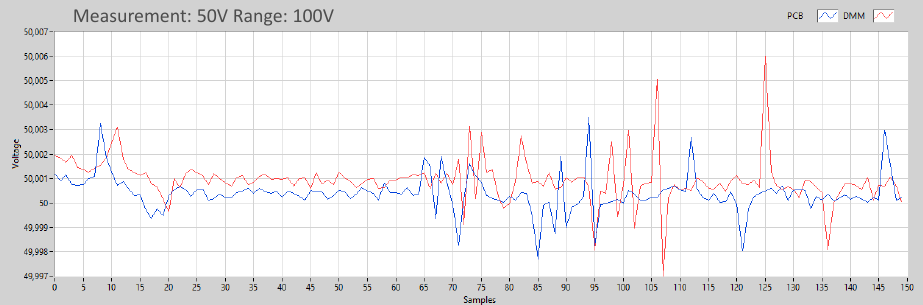 Measurement: 50V Range: 100V
PCB DMM
50,007
50,006
50,005
50,003
50,002
50,001
50
49,999
49,998
49,997
Voltage
0 5 10 15 20 25 30 35 40 45 50 55 60 65 70 75 80 85 90 95 100 105 110 115 120 125 130 135 140 145 150
Samples